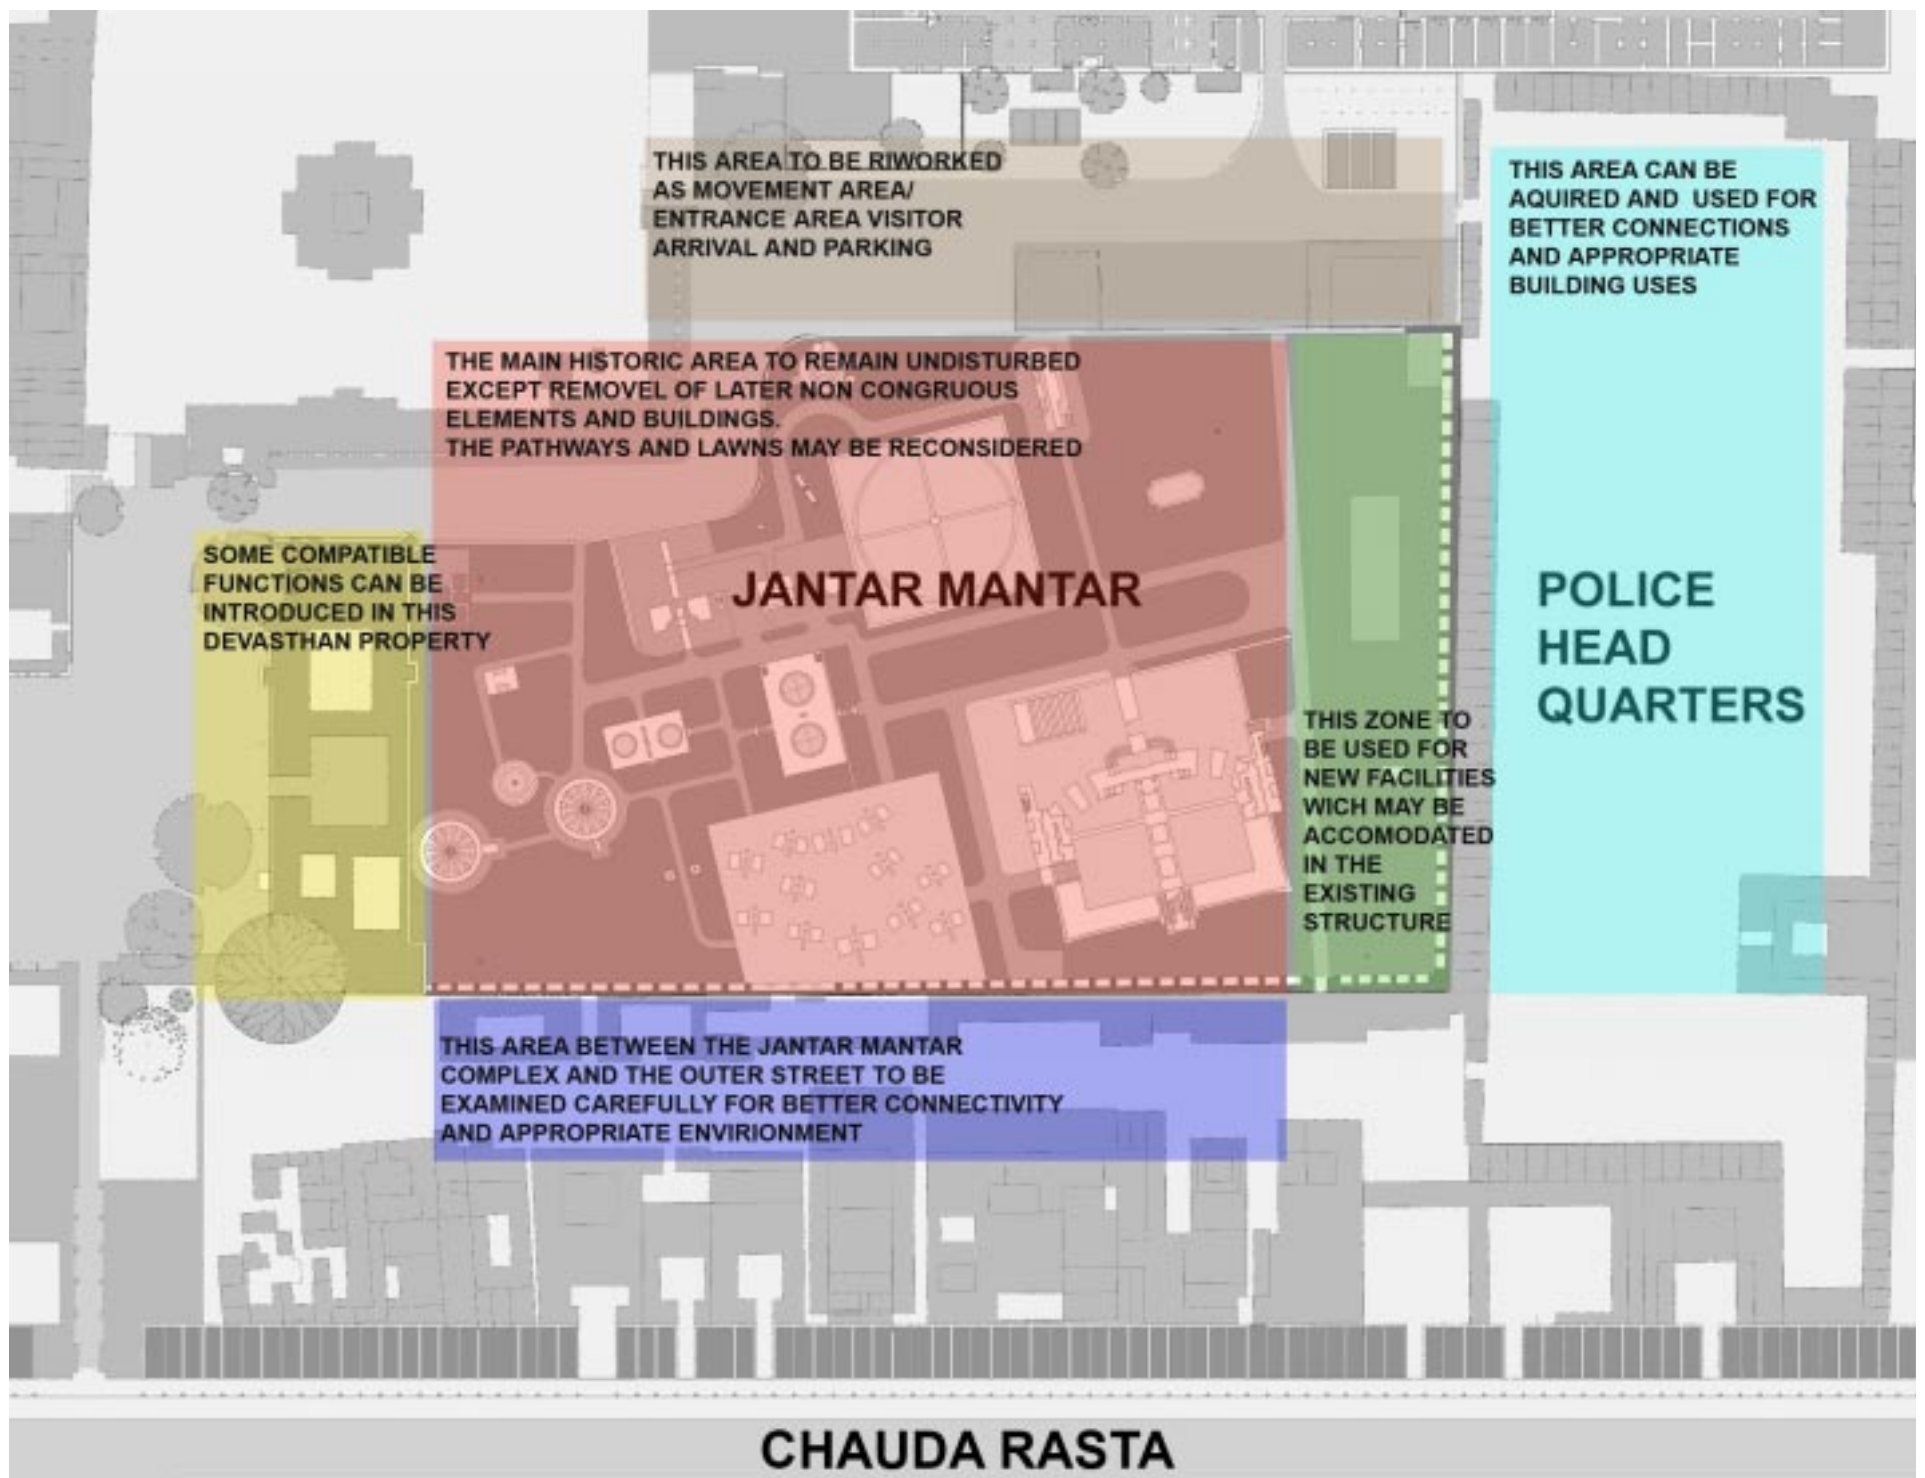 THIS AREA TO BE RIWORKED
AS MOVEMENT AREA/
ENTRANCE AREA VISITOR
ARRIVAL AND PARKING
THIS AREA CAN BE
AQUIRED AND USED FOR
BETTER CONNECTIONS
AND APPROPRIATE
BUILDING USES
THE MAIN HISTORIC AREA TO REMAIN UNDISTURBED
EXCEPT REMOVEL OF LATER NON CONGRUOUS
ELEMENTS AND BUILDINGS.
THE PATHWAYS AND LAWNS MAY BE RECONSIDERED
SOME COMPATIBLE
FUNCTIONS CAN BE
INTRODUCED IN THIS
DEVASTHAN PROPERTY
JANTAR MANTAR
POLICE
HEAD
QUARTERS
THIS ZONE TO
BE USED FOR
NEW FACILITIES
WICH MAY BE
ACCOMODATED
IN THE
EXISTING
STRUCTURE
THIS AREA BETWEEN THE JANTAR MANTAR
COMPLEX AND THE OUTER STREET TO BE
EXAMINED CAREFULLY FOR BETTER CONNECTIVITY
AND APPROPRIATE ENVIRIONMENT
CHAUDA RASTA